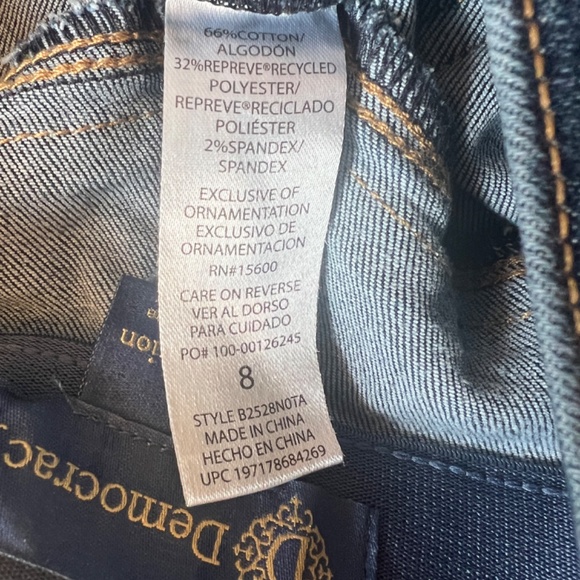 66%COTTON/
ALGODÓN
32%REPREVE®RECYCLED
POLYESTER/
REPREVE®RECICLADO
POLIÉSTER
2%SPANDEX/
SPANDEX
EXCLUSIVE OF
ORNAMENTATION
EXCLUSIVO DE
ORNAMENTACION
RN#15600
CARE ON REVERSE
VER AL DORSO
PARA CUIDADO
PO# 100-00126245
8
STYLE B2528N0TA
MADE IN CHINA
HECHO EN CHINA
UPC 197178684269
Democrac
D